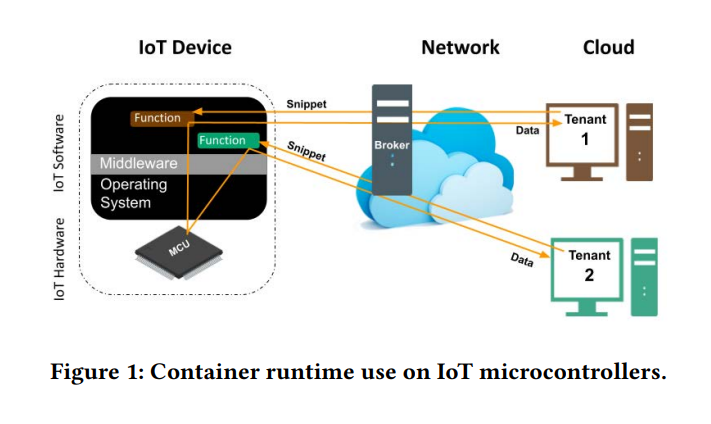 IoT Device
Network
Cloud
IoT Software
IoT Hardware
Function
Function
Middleware
Operating
System
MCU
Snippet
Data
Snippet
Data
Broker
Tenant
1
Tenant
2
Figure 1: Container runtime use on IoT microcontrollers.